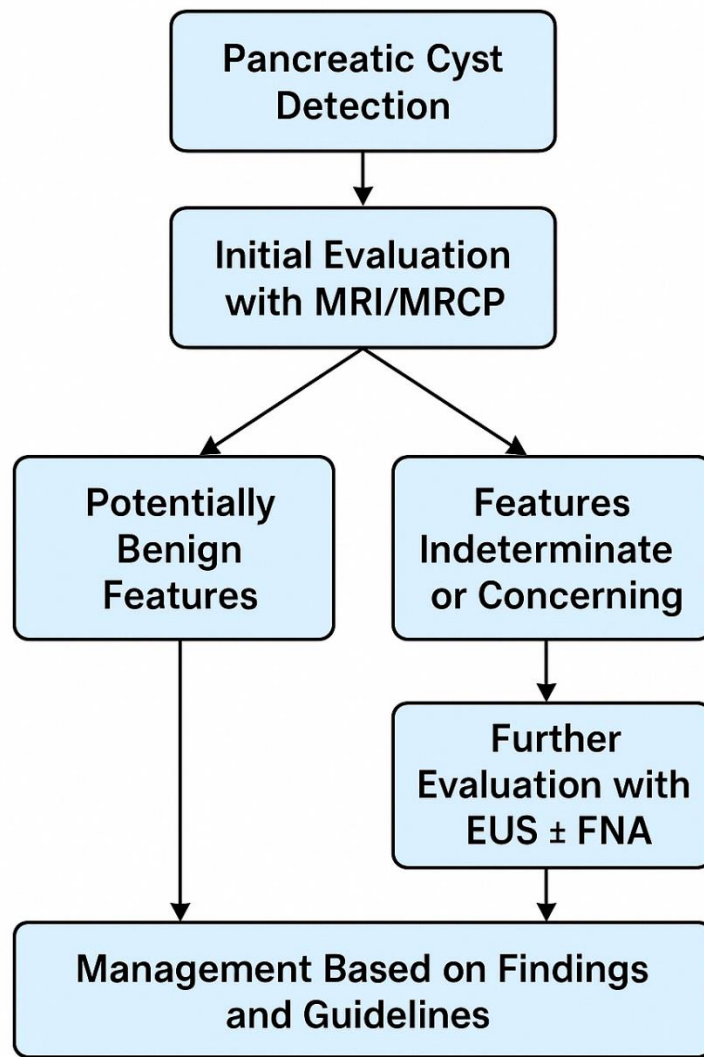 Pancreatic Cyst
Detection
Initial Evaluation
with MRI/MRCP
Potentially
Benign
Features
Features
Indeterminate
or Concerning
Further
Evaluation with
EUS ± FNA
Management Based on Findings
and Guidelines